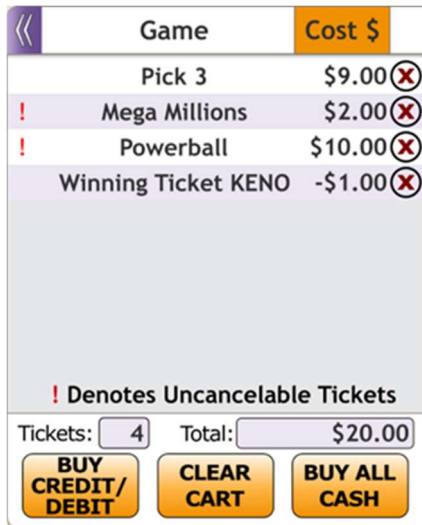 Game Cost $
Pick 3 $9.00 X
! Mega Millions $2.00 X
! Powerball $10.00 X
Winning Ticket KENO -$1.00 X
! Denotes Uncancelable Tickets
Tickets: 4 Total: $20.00
BUY CREDIT/ DEBIT
CLEAR CART
BUY ALL CASH